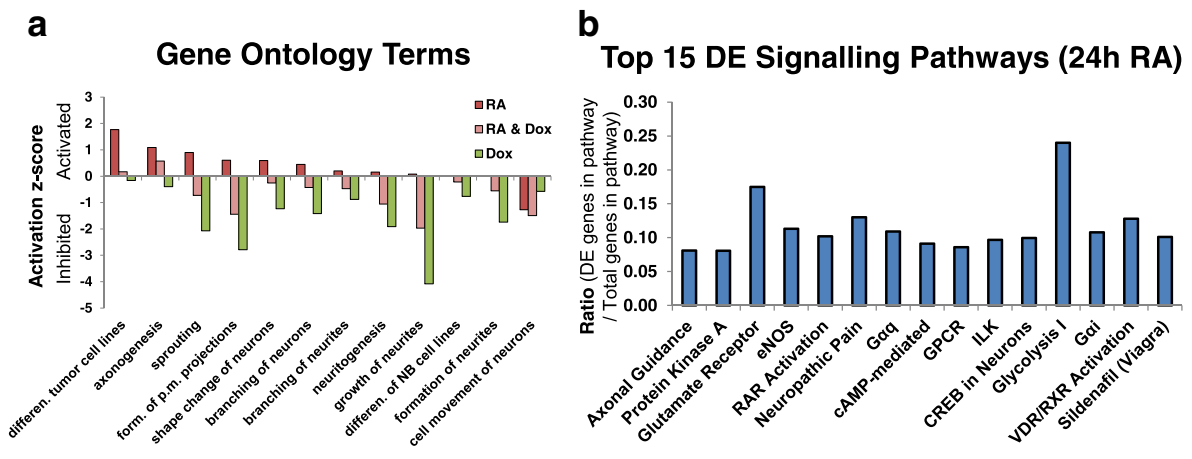 a
Gene Ontology Terms
Activation z-score
Inhibited Activated
3
2
1
0
-1
-2
-3
-4
-5
RA
RA & Dox
Dox
differen. tumor cell lines
axonogenesis
sprouting
form. of p.m. projections
shape change of neurons
branching of neurons
branching of neurites
neuritogenesis
growth of neurites
differen. of NB cell lines
formation of neurites
cell movement of neurons
b
Top 15 DE Signalling Pathways (24h RA)
Ratio (DE genes in pathway
/ Total genes in pathway)
0.30
0.25
0.20
0.15
0.10
0.05
0.00
Axonal Guidance
Protein Kinase A
Glutamate Receptor
eNOS
RAR Activation
Neuropathic Pain
Gαq
cAMP-mediated
GPCR
ILK
CREB in Neurons
Glycolysis I
Gαi
VDR/RXR Activation
Sildenafil (Viagra)